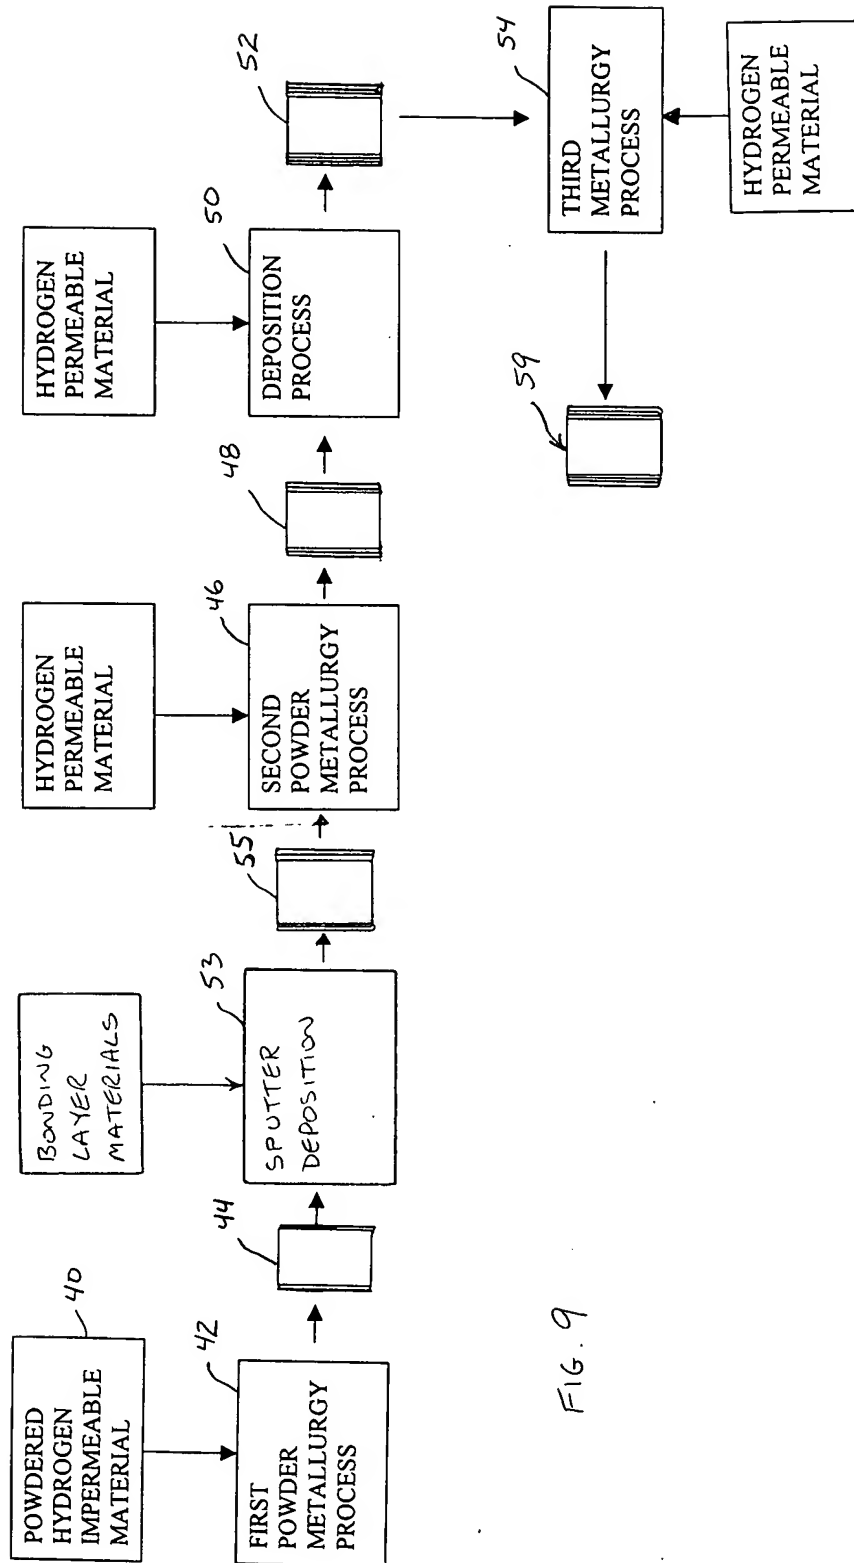 POWDERED
HYDROGEN
IMPERMEABLE
MATERIAL
40
FIRST
POWDER
METALLURGY
PROCESS
42
44
BONDING
LAYER
MATERIALS
SPUTTER
DEPOSITION
53
55
HYDROGEN
PERMEABLE
MATERIAL
SECOND
POWDER
METALLURGY
PROCESS
46
48
HYDROGEN
PERMEABLE
MATERIAL
DEPOSITION
PROCESS
50
52
THIRD
METALLURGY
PROCESS
54
HYDROGEN
PERMEABLE
MATERIAL
59
FIG. 9